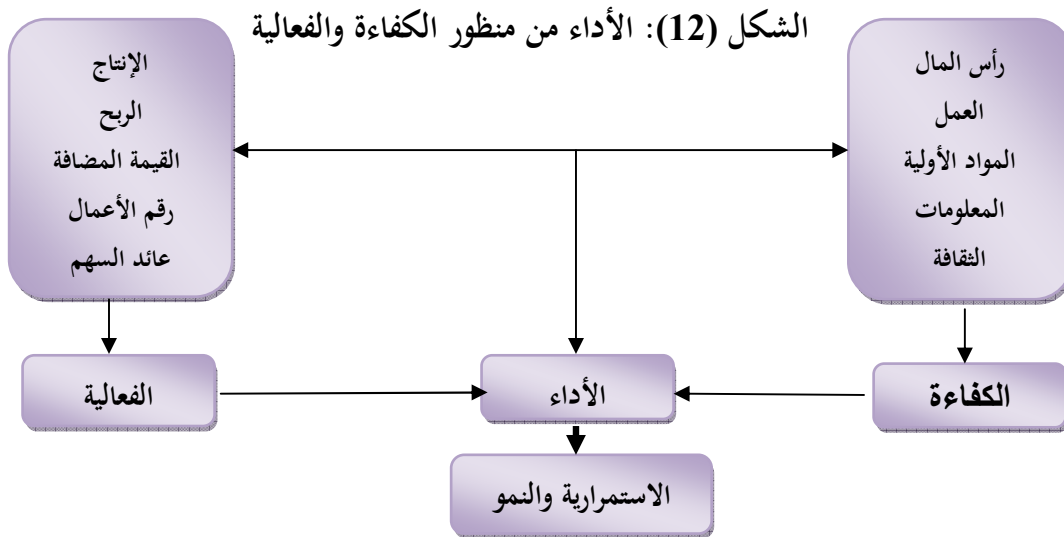 الشكل (12): الأداء من منظور الكفاءة والفعالية
رأس المال
العمل
المواد الأولية
المعلومات
الثقافة
الإنتاج
الربح
القيمة المضافة
رقم الأعمال
عائد السهم
الكفاءة
الأداء
الفعالية
الاستمرارية والنمو